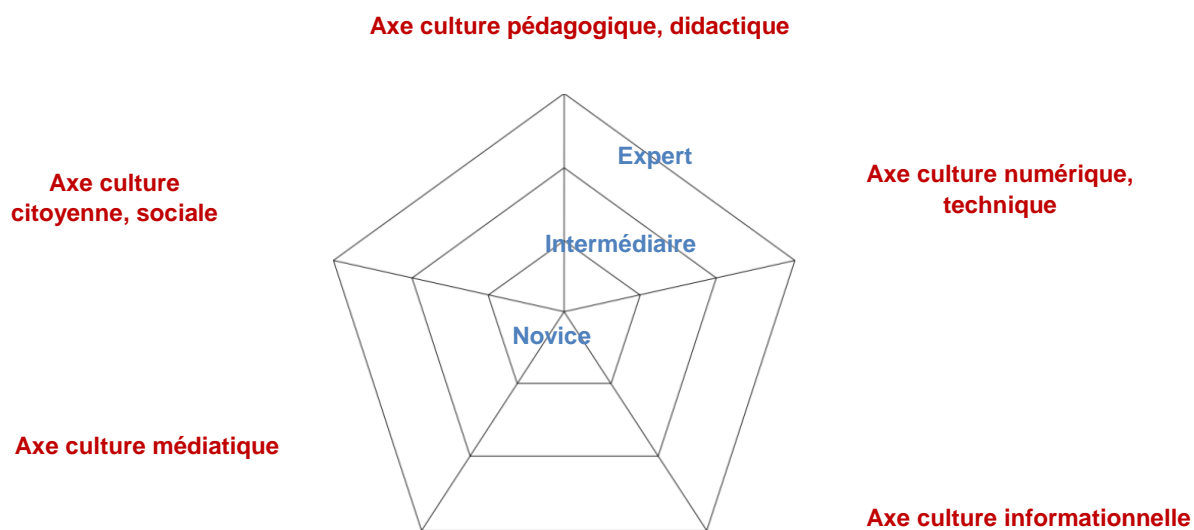 Axe culture pédagogique, didactique
Expert
Axe culture
citoyenne, sociale
Axe culture numérique,
technique
Intermédiaire
Novice
Axe culture médiatique
Axe culture informationnelle